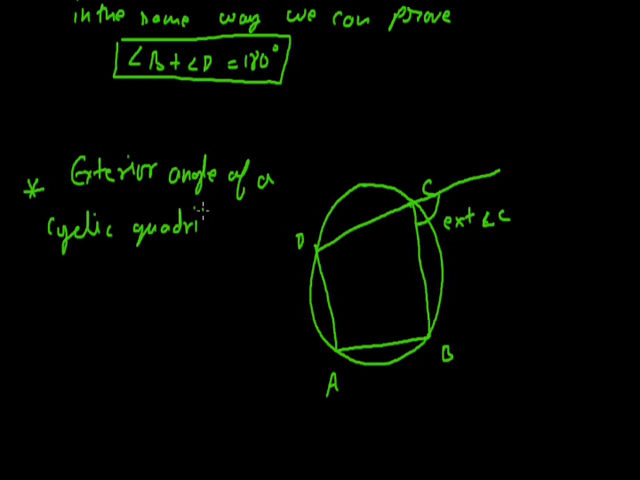 in the same way we can prove
∠B + ∠D = 180°
* Exterior angle of a
cyclic quadri
C
ext ∠C
D
B
A